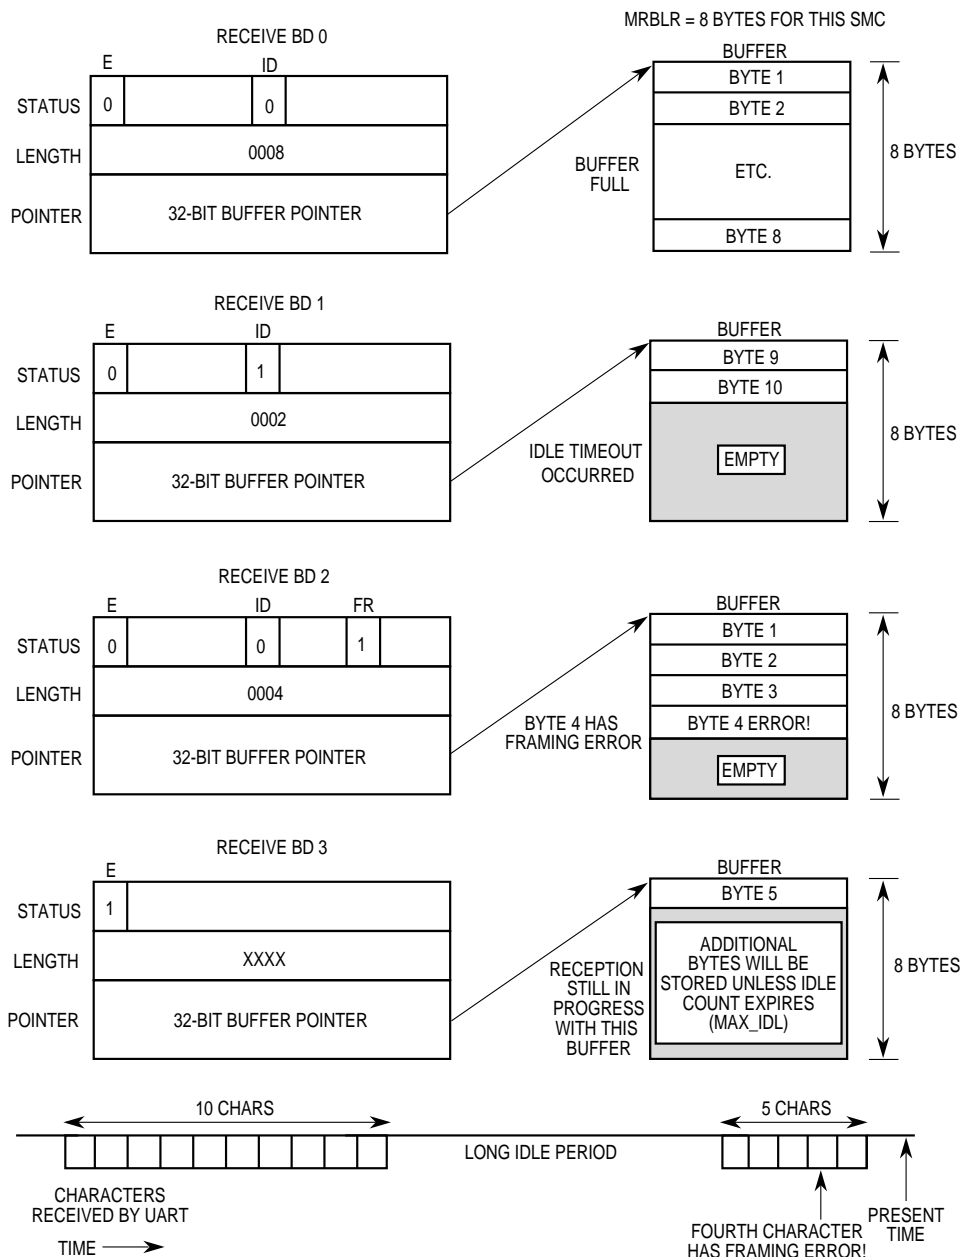 MRBLR = 8 BYTES FOR THIS SMC
RECEIVE BD 0
E
ID
STATUS
0
0
LENGTH
0008
POINTER
32-BIT BUFFER POINTER
BUFFER
FULL
BUFFER
BYTE 1
BYTE 2
ETC.
BYTE 8
8 BYTES
RECEIVE BD 1
E
ID
STATUS
0
1
LENGTH
0002
POINTER
32-BIT BUFFER POINTER
IDLE TIMEOUT
OCCURRED
BUFFER
BYTE 9
BYTE 10
EMPTY
8 BYTES
RECEIVE BD 2
E
ID
FR
STATUS
0
0
1
LENGTH
0004
POINTER
32-BIT BUFFER POINTER
BYTE 4 HAS
FRAMING ERROR
BUFFER
BYTE 1
BYTE 2
BYTE 3
BYTE 4 ERROR!
EMPTY
8 BYTES
RECEIVE BD 3
E
STATUS
1
LENGTH
XXXX
POINTER
32-BIT BUFFER POINTER
RECEPTION
STILL IN
PROGRESS
WITH THIS
BUFFER
BUFFER
BYTE 5
ADDITIONAL
BYTES WILL BE
STORED UNLESS IDLE
COUNT EXPIRES
(MAX_IDL)
8 BYTES
10 CHARS
5 CHARS
LONG IDLE PERIOD
CHARACTERS
RECEIVED BY UART
TIME
FOURTH CHARACTER
HAS FRAMING ERROR!
PRESENT
TIME